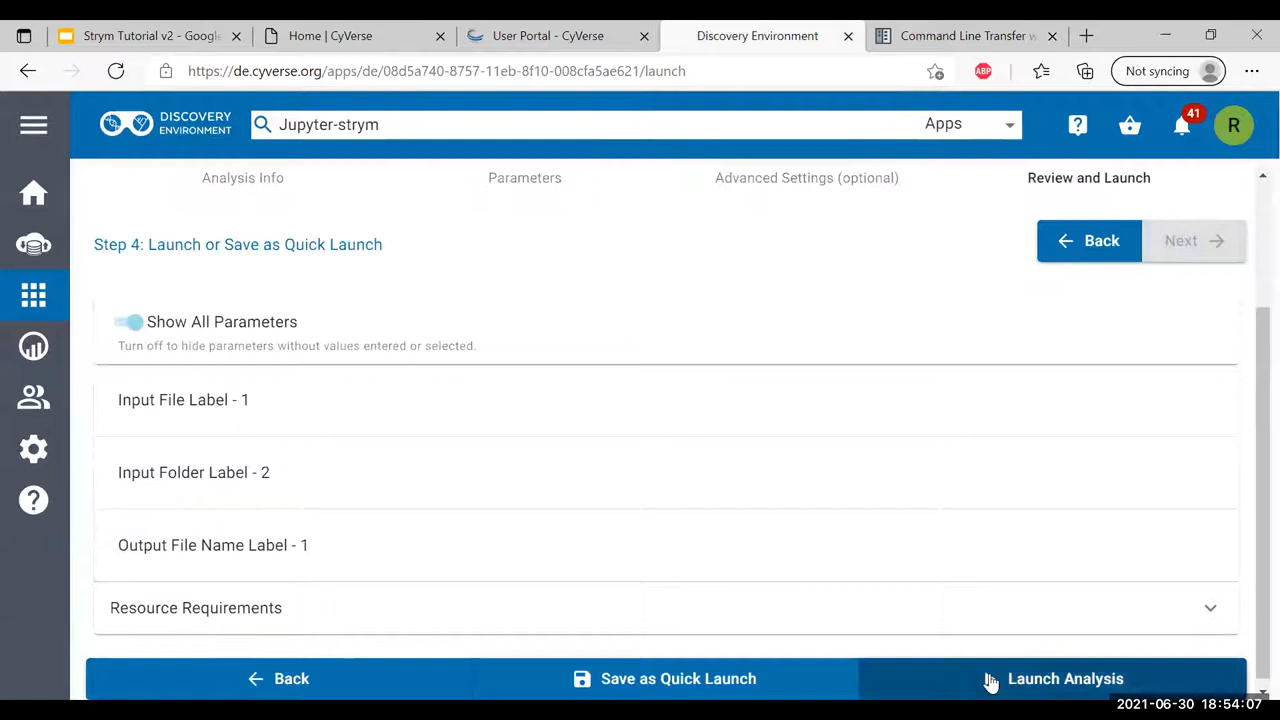 Strym Tutorial v2 - Google
Home | CyVerse
User Portal - CyVerse
Discovery Environment
Command Line Transfer w
https://de.cyverse.org/apps/de/08d5a740-8757-11eb-8f10-008cfa5ae621/launch
ABP
Not syncing
DISCOVERY
ENVIRONMENT
Jupyter-strym
Apps
41
R
Analysis Info
Parameters
Advanced Settings (optional)
Review and Launch
Step 4: Launch or Save as Quick Launch
Back
Next
Show All Parameters
Turn off to hide parameters without values entered or selected.
Input File Label - 1
Input Folder Label - 2
Output File Name Label - 1
Resource Requirements
Back
Save as Quick Launch
Launch Analysis
2021-06-30 18:54:07